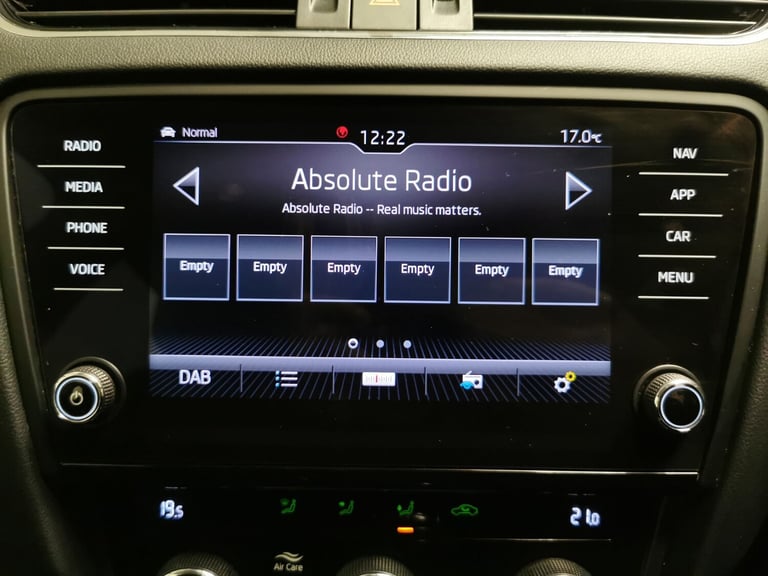 Normal 12:22 17.0°C
RADIO
MEDIA
PHONE
VOICE
Absolute Radio
Absolute Radio -- Real music matters.
Empty Empty Empty Empty Empty Empty
DAB
NAV
APP
CAR
MENU
19.5 21.0
Air Care